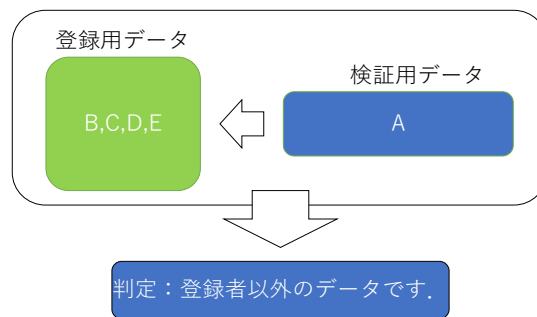 登録用データ
検証用データ
B,C,D,E
A
判定：登録者以外のデータです.